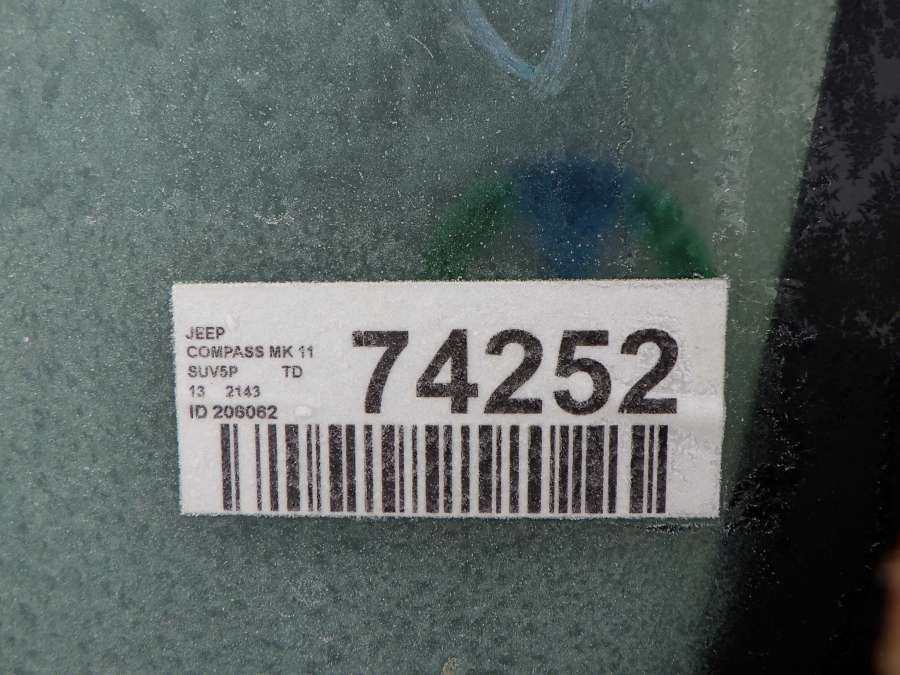 JEEP
COMPASS MK 11
SUV5P TD
13 2143
ID 206062
74252